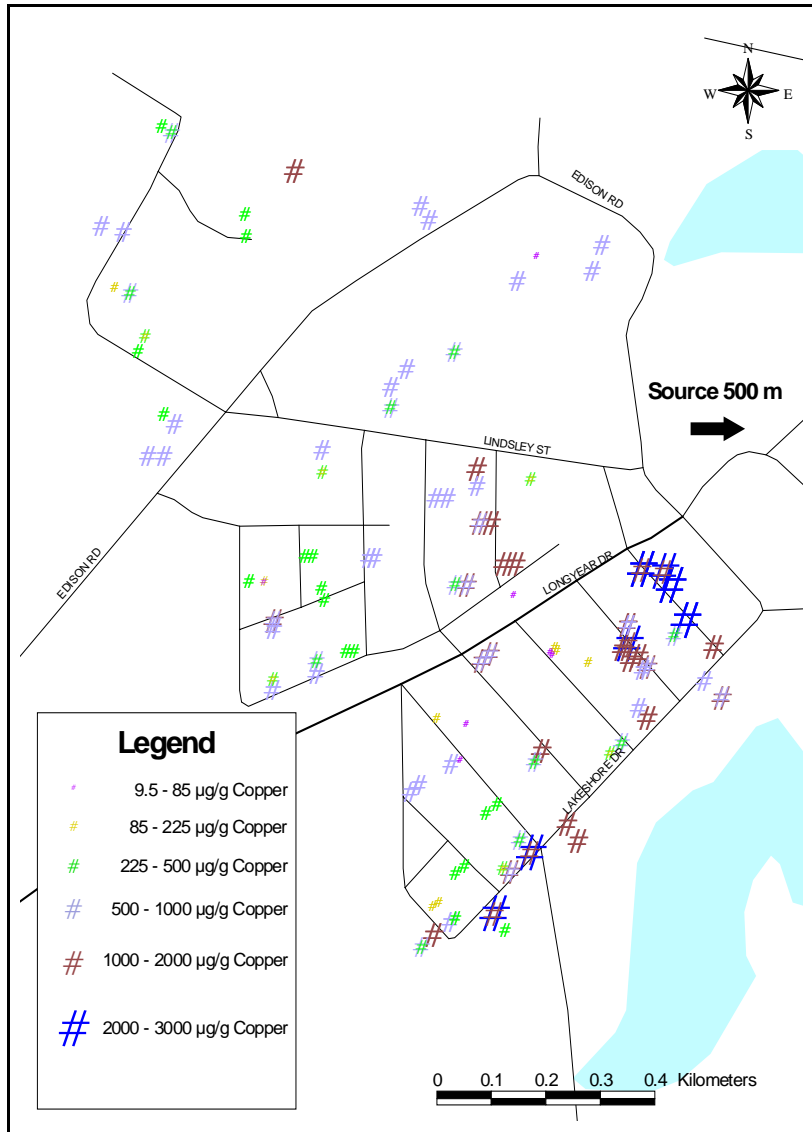 N
W E
S
EDISON RD
Source 500 m
LINDSLEY ST
EDISON RD
LONGYEAR DR
LAKESHORE DR
Legend
9.5 - 85 µg/g Copper
85 - 225 µg/g Copper
225 - 500 µg/g Copper
500 - 1000 µg/g Copper
1000 - 2000 µg/g Copper
2000 - 3000 µg/g Copper
0 0.1 0.2 0.3 0.4 Kilometers